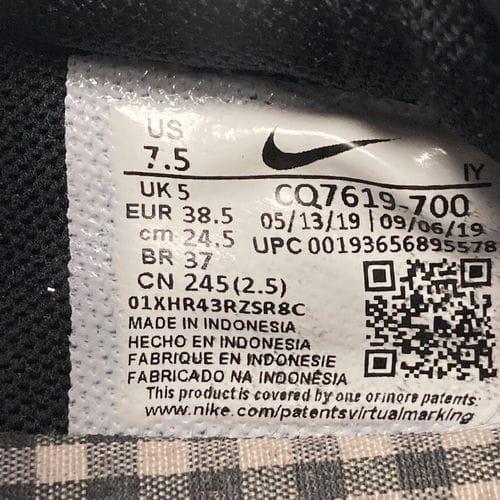 US
7.5
IY
UK 5
CQ7619-700
EUR 38.5
05/13/19 | 09/06/19
cm 24.5
UPC 00193656895578
BR 37
CN 245(2.5)
01XHR43RZSR8C
MADE IN INDONESIA
HECHO EN INDONESIA
FABRIQUE EN INDONESIE
FABRICADO NA INDONÉSIA
This product is covered by one or more patents:
www.nike.com/patentsvirtualmarking